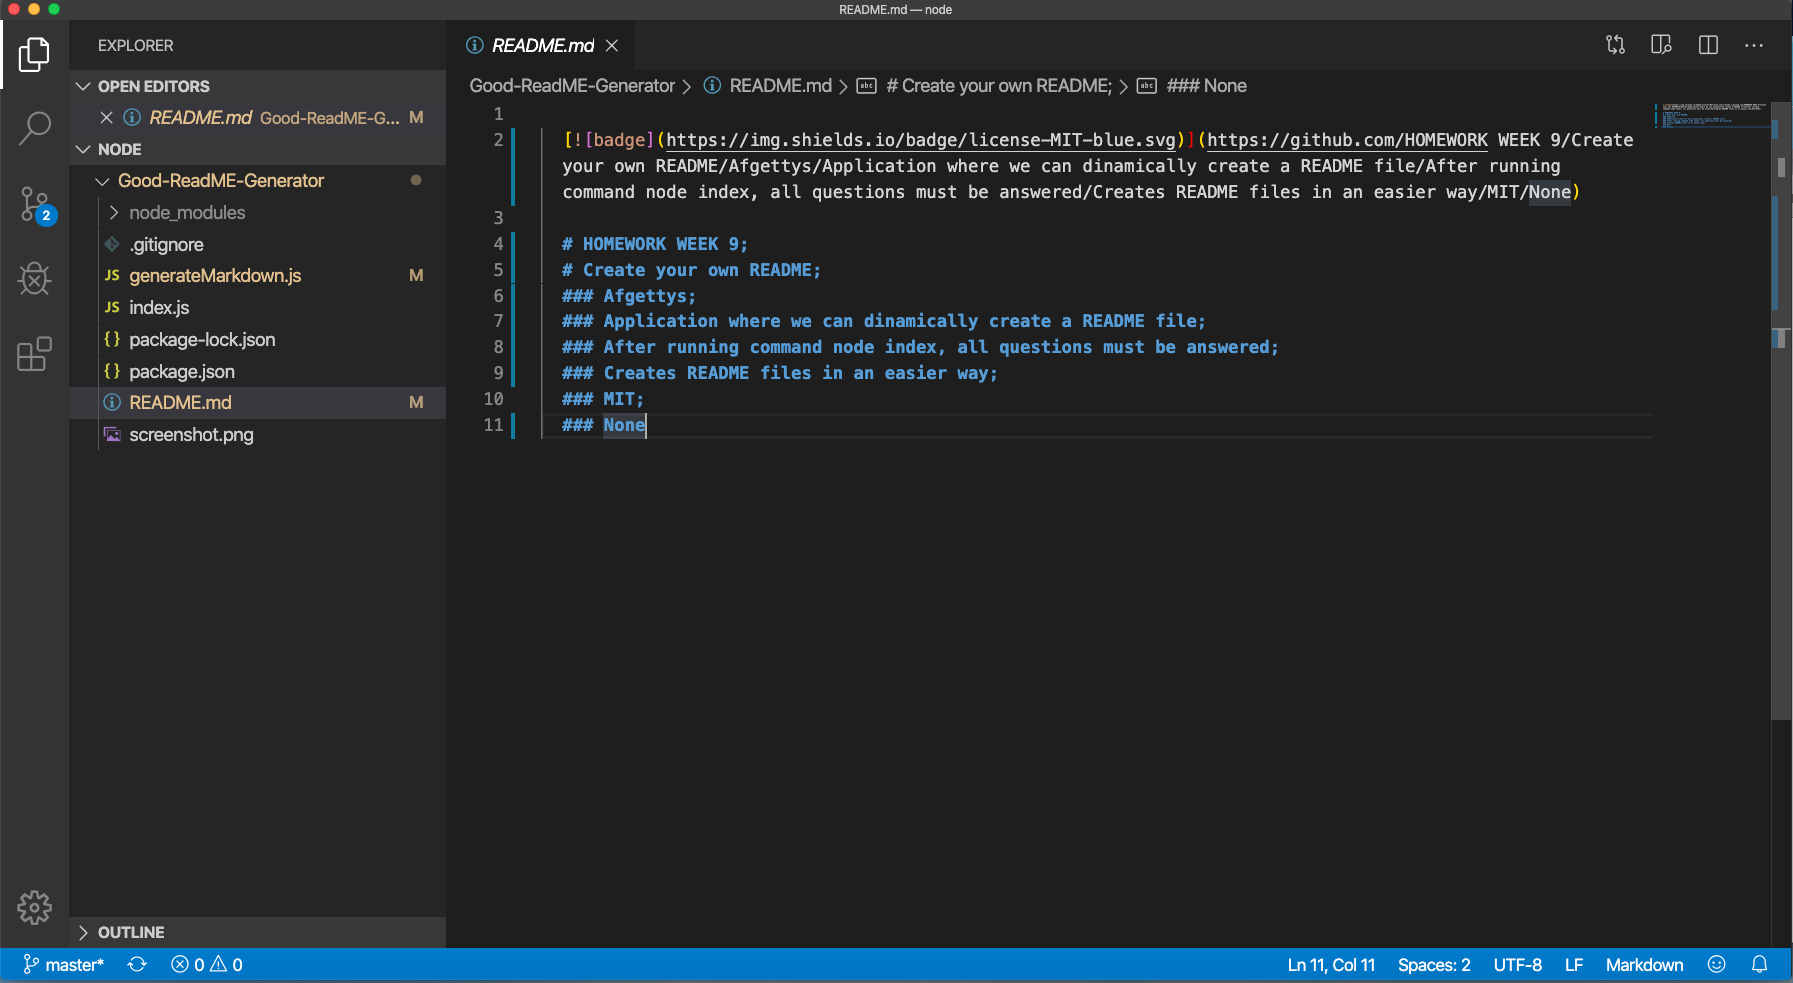 README.md — node
EXPLORER
OPEN EDITORS
README.md Good-ReadME-G... M
NODE
Good-ReadME-Generator
node_modules
.gitignore
JS generateMarkdown.js M
JS index.js
{} package-lock.json
{} package.json
README.md M
screenshot.png
OUTLINE
2
README.md
Good-ReadME-Generator > README.md > abc # Create your own README; > abc ### None
1
2 [![badge](https://img.shields.io/badge/license-MIT-blue.svg)](https://github.com/HOMEWORK WEEK 9/Create
your own README/Afgettys/Application where we can dinamically create a README file/After running
command node index, all questions must be answered/Creates README files in an easier way/MIT/None)
3
4 # HOMEWORK WEEK 9;
5 # Create your own README;
6 ### Afgettys;
7 ### Application where we can dinamically create a README file;
8 ### After running command node index, all questions must be answered;
9 ### Creates README files in an easier way;
10 ### MIT;
11 ### None
master* 0 0 Ln 11, Col 11 Spaces: 2 UTF-8 LF Markdown